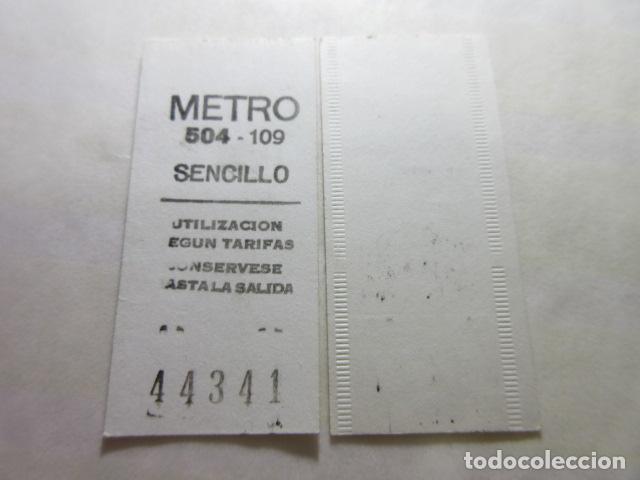 METRO
504 - 109
SENCILLO
UTILIZACION
EGUN TARIFAS
ONSERVESE
ASTA LA SALIDA
44341
todocoleccion